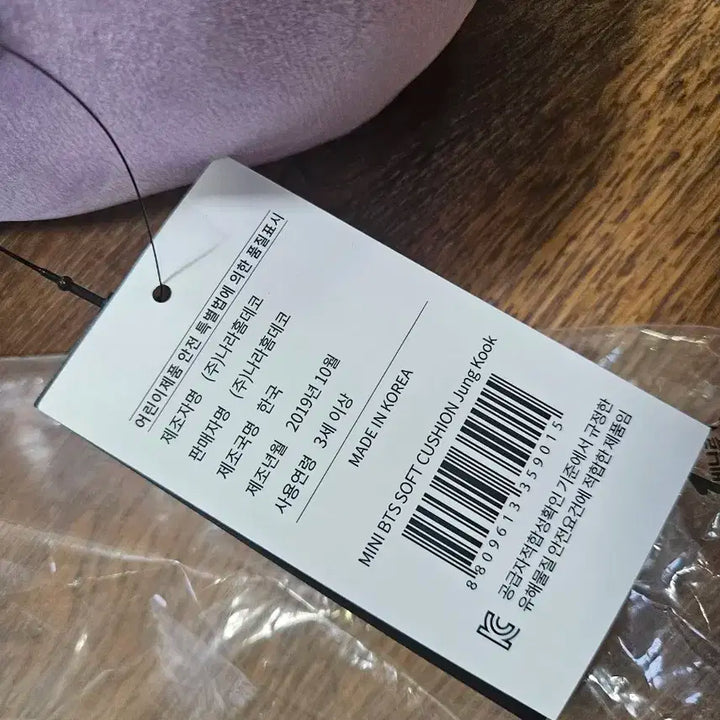 어린이제품 안전 특별법에 의한 품질표시
제조자명 (주)나라홈데코
판매자명 (주)나라홈데코
제조국명 한국
제조년월 2019년 10월
사용연령 3세 이상
MADE IN KOREA
MINI BTS SOFT CUSHION Jung Kook
8 809613 359015
공급자적합성확인 기준에서 규정한
유해물질 안전요건에 적합한 제품임